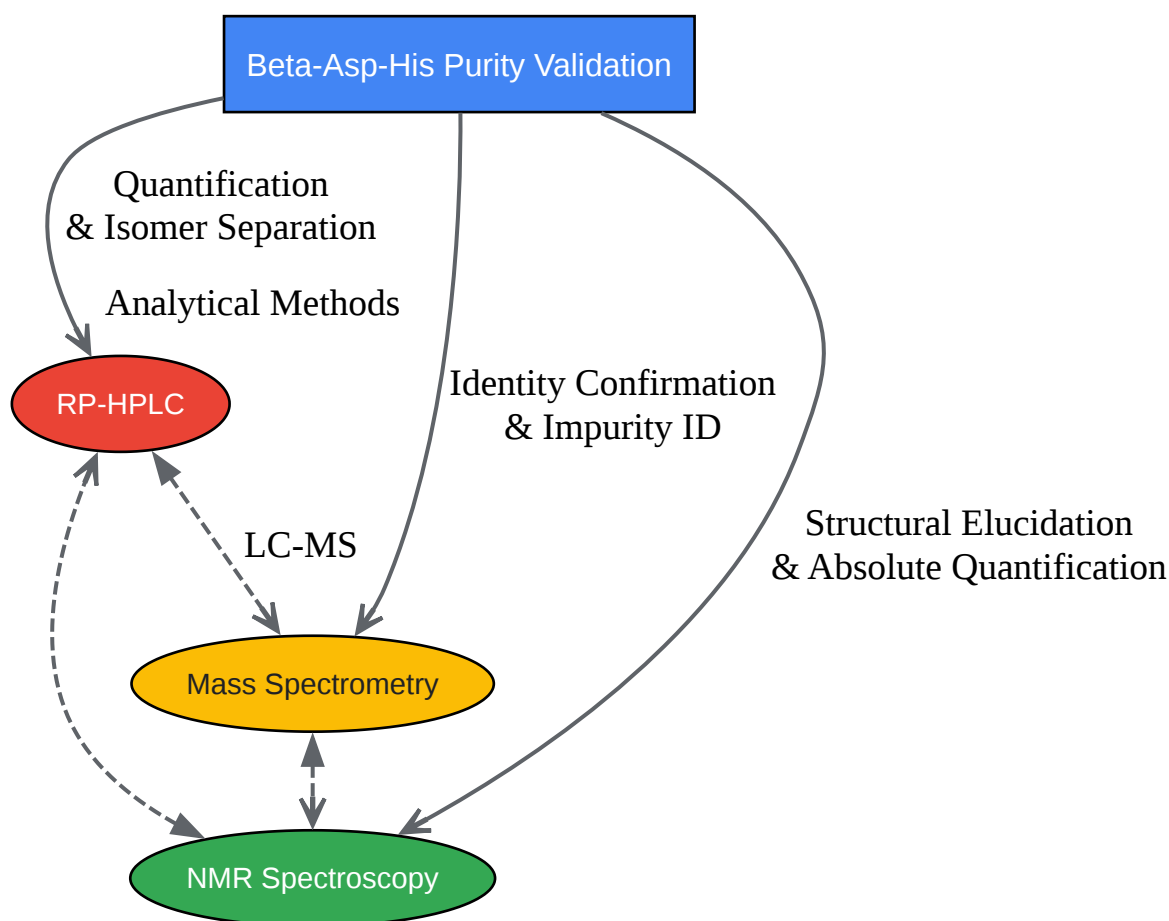 Beta-Asp-His Purity Validation
Quantification
& Isomer Separation
Analytical Methods
Identity Confirmation
& Impurity ID
RP-HPLC
Structural Elucidation
& Absolute Quantification
LC-MS
Mass Spectrometry
NMR Spectroscopy